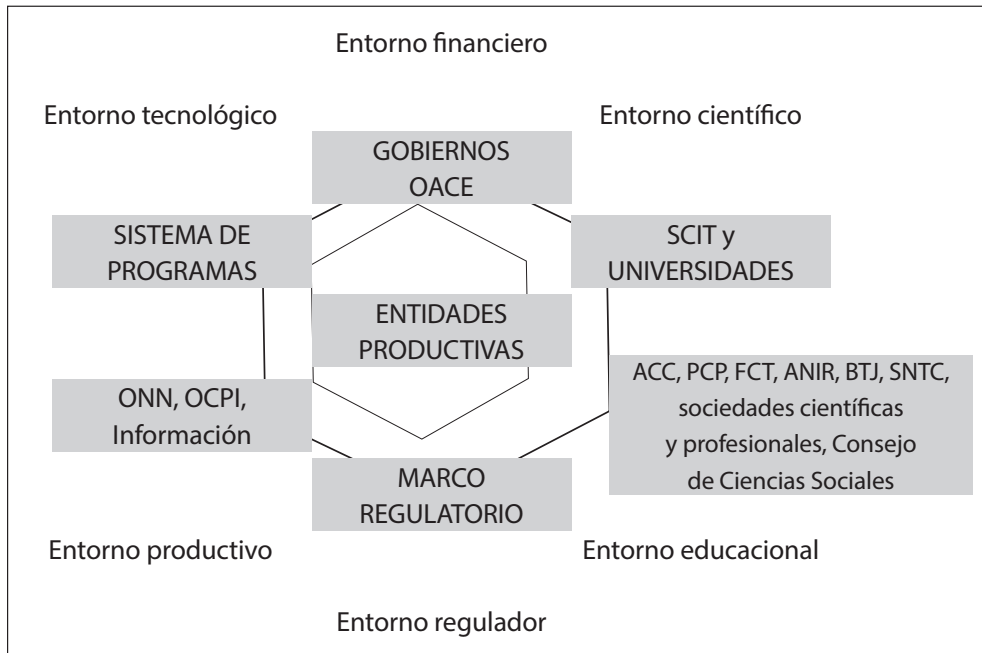 Entorno financiero
Entorno tecnológico
Entorno científico
GOBIERNOS
OACE
SISTEMA DE
PROGRAMAS
SCIT y
UNIVERSIDADES
ENTIDADES
PRODUCTIVAS
ONN, OCPI,
Información
ACC, PCP, FCT, ANIR, BTJ, SNTC,
sociedades científicas
y profesionales, Consejo
de Ciencias Sociales
MARCO
REGULATORIO
Entorno productivo
Entorno educacional
Entorno regulador